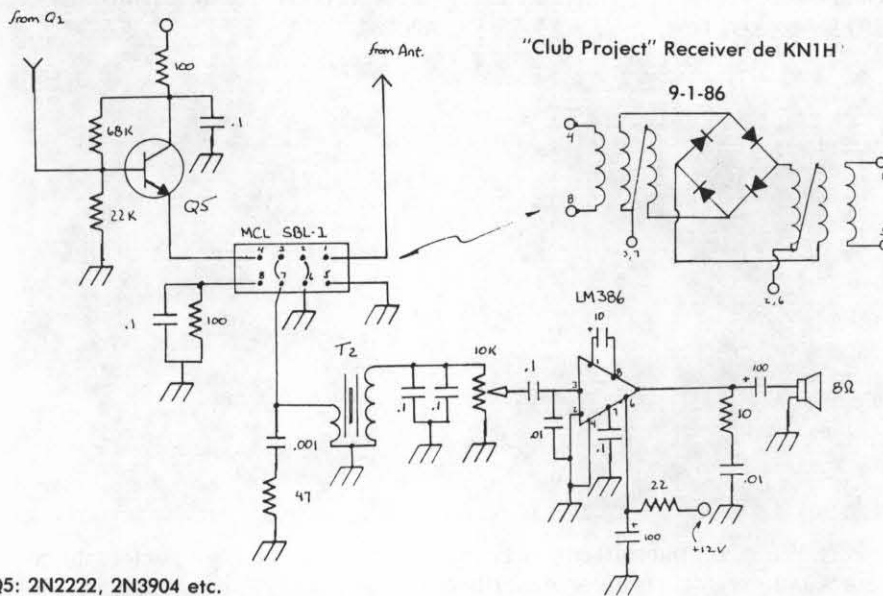 from Q1
from Ant.
"Club Project" Receiver de KN1H
9-1-86
100
68K
.1
Q5
22K
MCL SBL-1
4 3 2 1
8 7 6 5
.1
100
4
8
3,7
2,6
T2
.001
47
.1
.1
10K
.1
.01
LM386
10
1
8
3
2
4
7
6
.1
+ 100
8Ω
10
.01
22
+12V
+
100
Q5: 2N2222, 2N3904 etc.